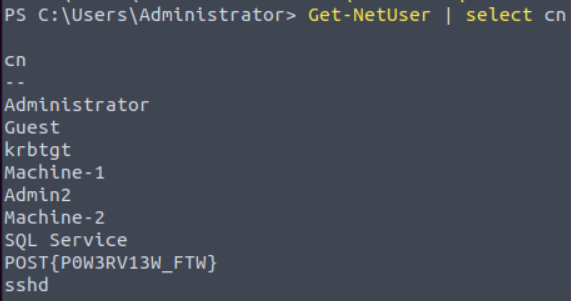 PS C:\Users\Administrator> Get-NetUser | select cn
cn
--
Administrator
Guest
krbtgt
Machine-1
Admin2
Machine-2
SQL Service
POST{P0W3RV13W_FTW}
sshd